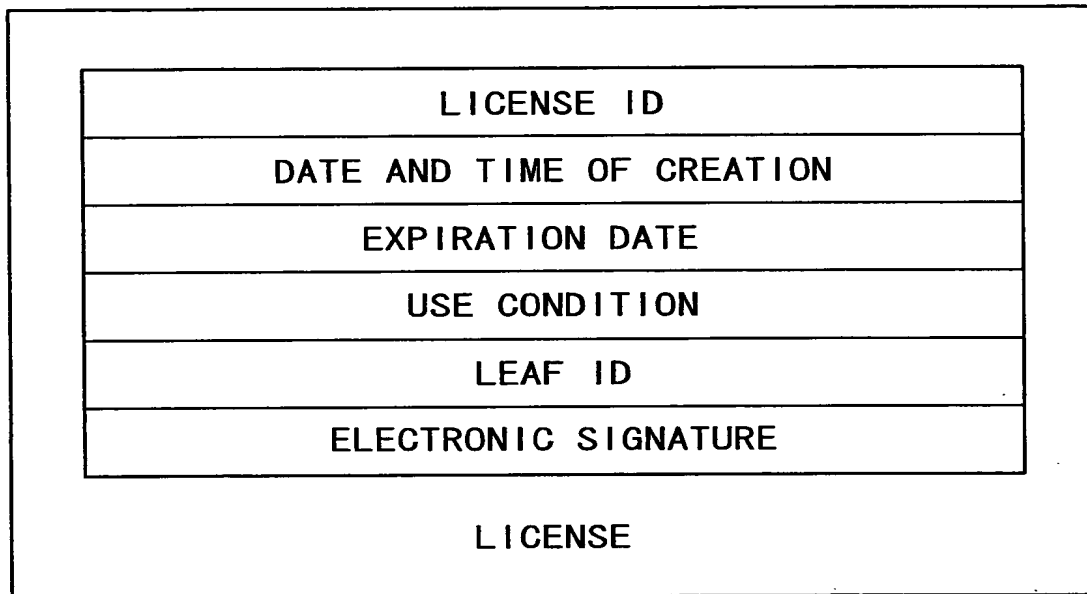 LICENSE ID
DATE AND TIME OF CREATION
EXPIRATION DATE
USE CONDITION
LEAF ID
ELECTRONIC SIGNATURE
LICENSE